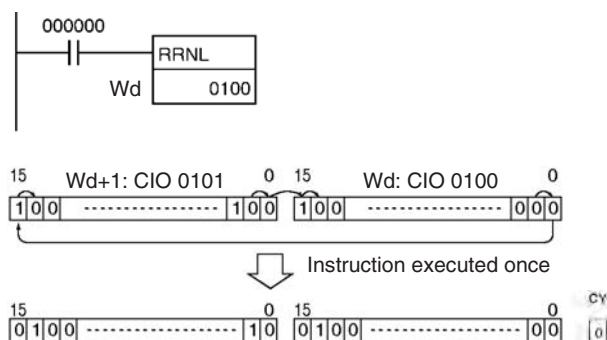 000000
RRNL
Wd 0100
15 Wd+1: CIO 0101 0 15 Wd: CIO 0100 0
1 0 0 1 0 0 1 0 0 0 0 0
Instruction executed once
15 0 15 0 CY
0 1 0 0 1 0 0 1 0 0 0 0 0